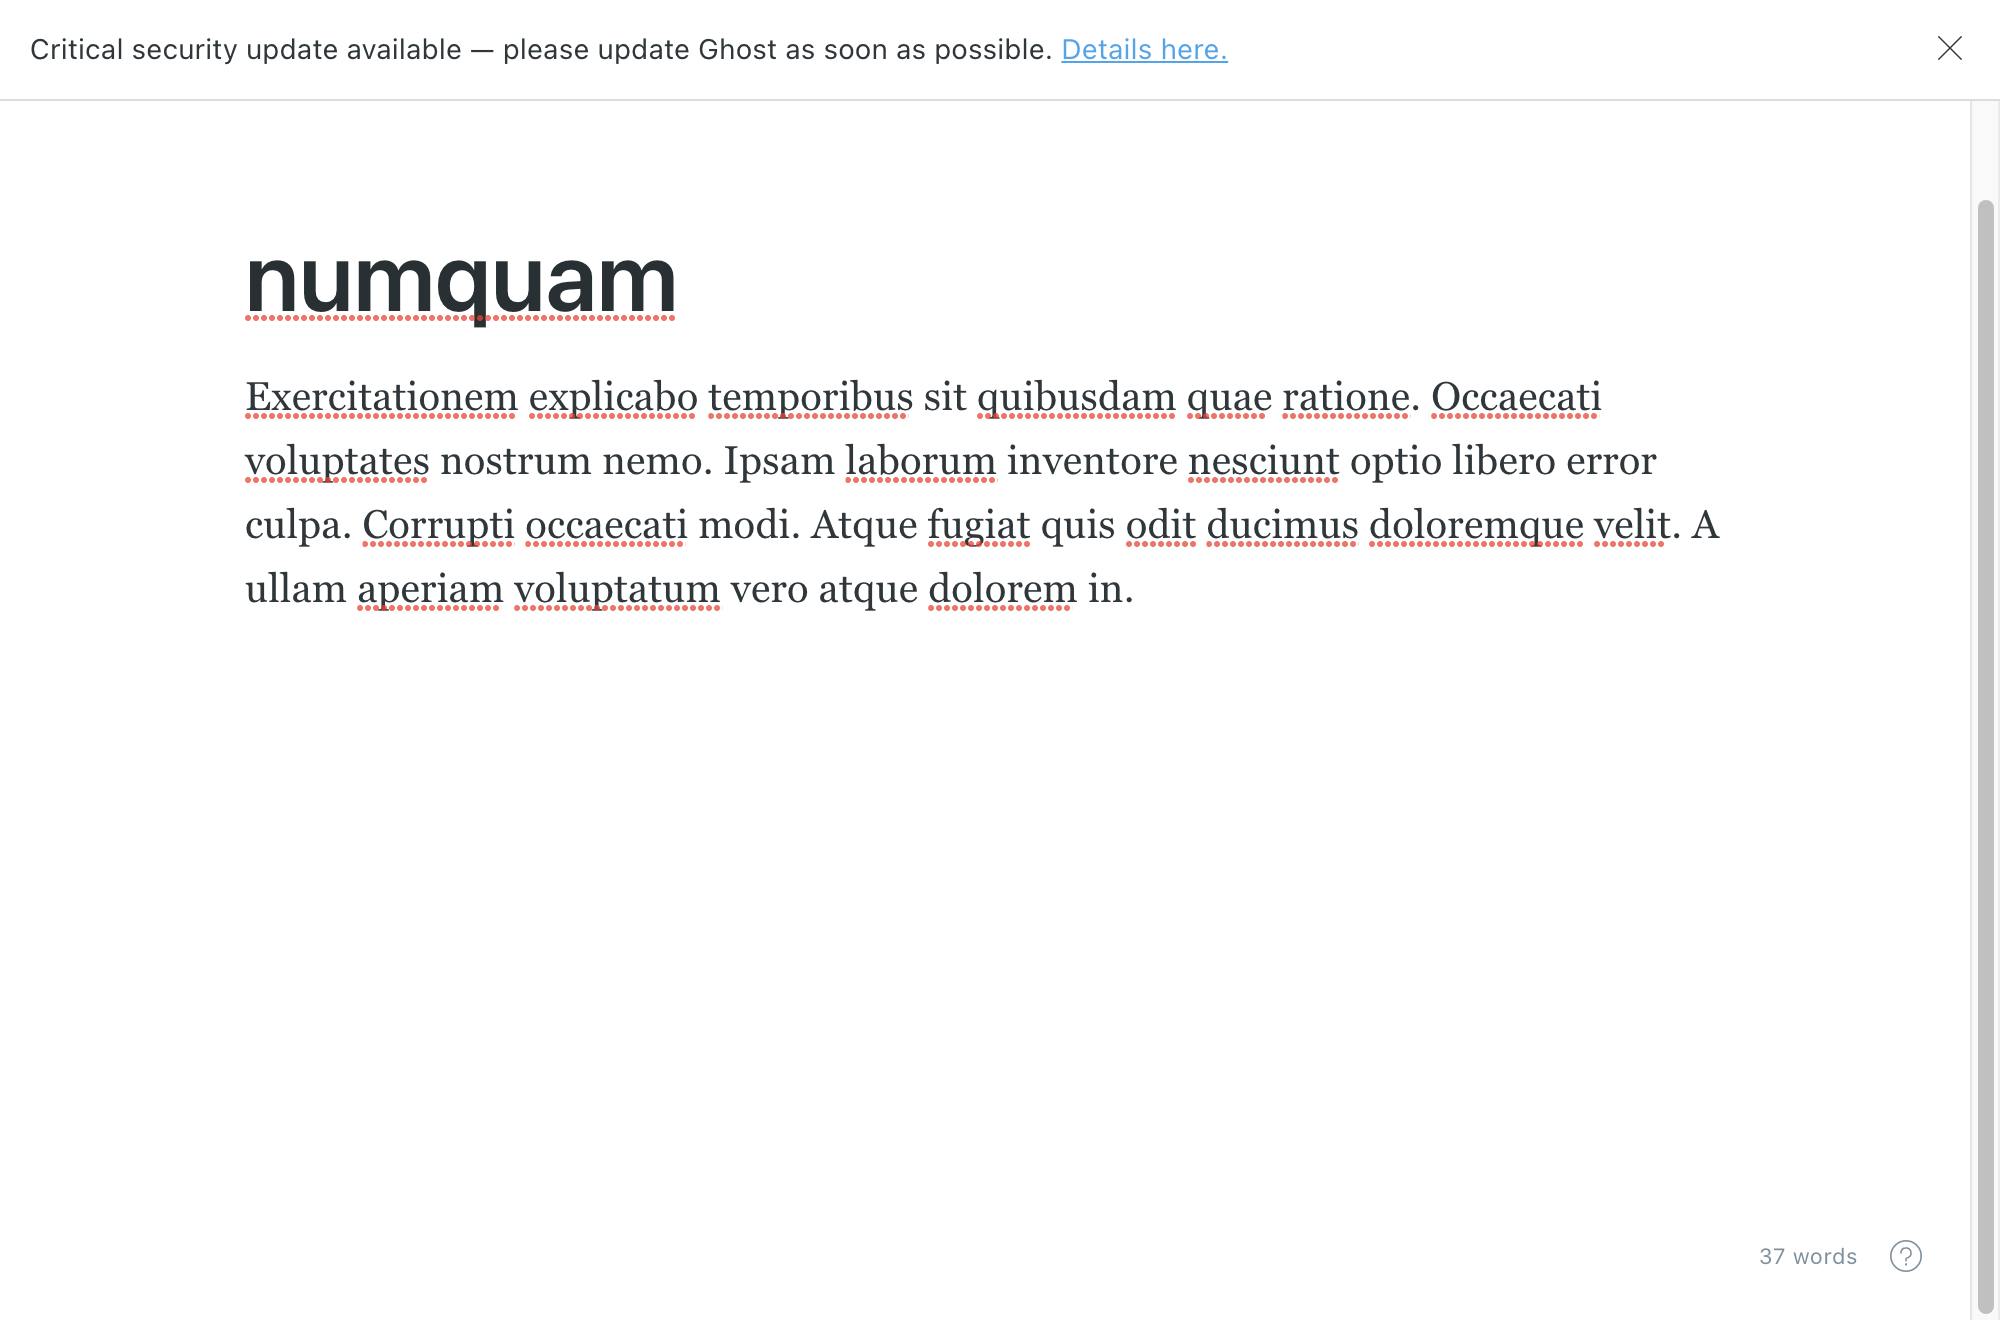 Critical security update available — please update Ghost as soon as possible. Details here.
numquam
Exercitationem explicabo temporibus sit quibusdam quae ratione. Occaecati
voluptates nostrum nemo. Ipsam laborum inventore nesciunt optio libero error
culpa. Corrupti occaecati modi. Atque fugiat quis odit ducimus doloremque velit. A
ullam aperiam voluptatum vero atque dolorem in.
37 words